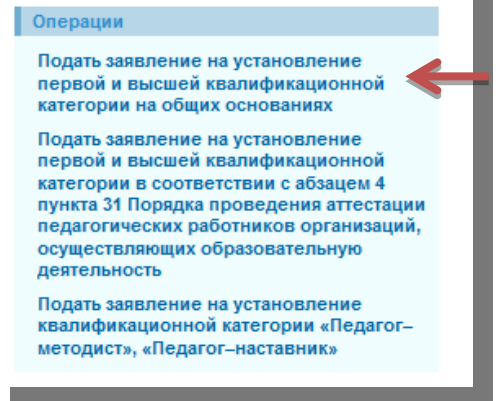 Операции
Подать заявление на установление
первой и высшей квалификационной
категории на общих основаниях
Подать заявление на установление
первой и высшей квалификационной
категории в соответствии с абзацем 4
пункта 31 Порядка проведения аттестации
педагогических работников организаций,
осуществляющих образовательную
деятельность
Подать заявление на установление
квалификационной категории «Педагог–
методист», «Педагог–наставник»